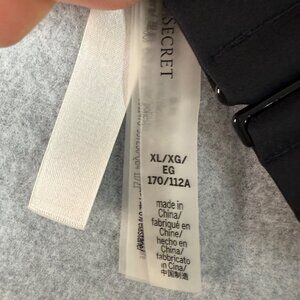 SECRET
XL/XG/
EG
170/112A
made in
China/
fabriqué en
Chine/
hecho en
China/
fabbricato
in Cina/
中国制造